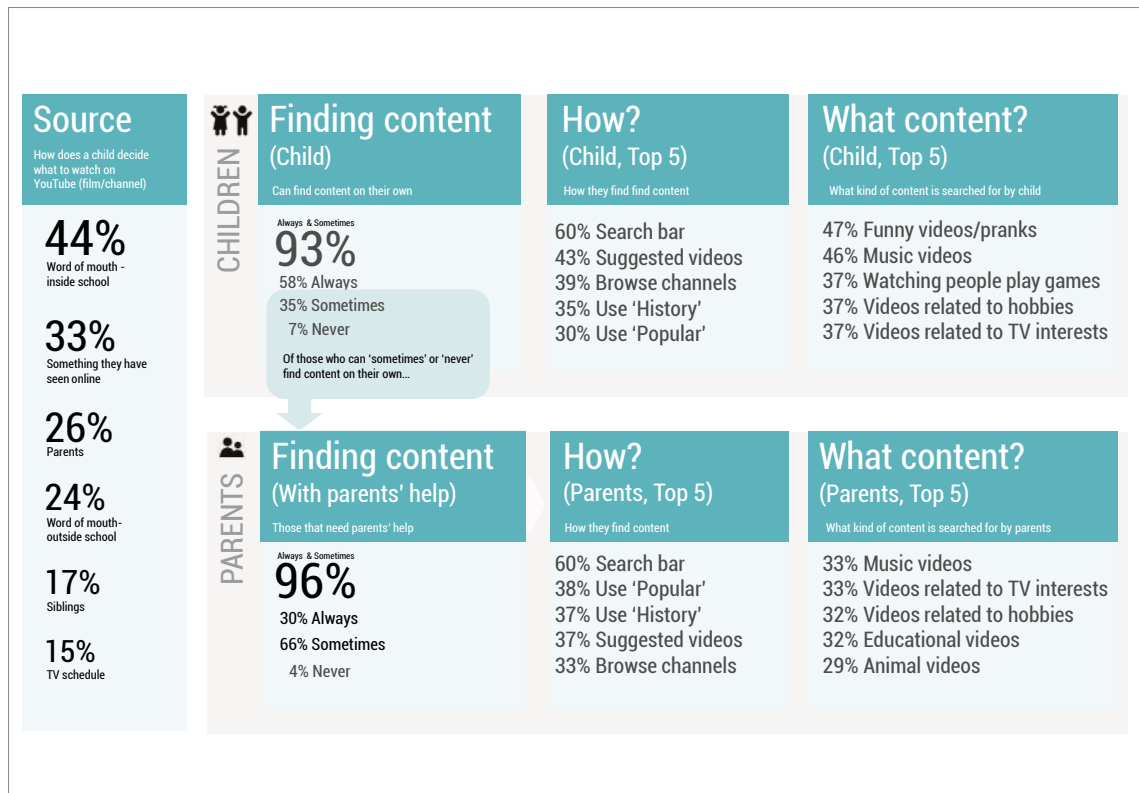 Source
How does a child decide
what to watch on
YouTube (film/channel)
44%
Word of mouth -
inside school
33%
Something they have
seen online
26%
Parents
24%
Word of mouth-
outside school
17%
Siblings
15%
TV schedule
CHILDREN
Finding content
(Child)
Can find content on their own
Always & Sometimes
93%
58% Always
35% Sometimes
7% Never
Of those who can ‘sometimes’ or ‘never’
find content on their own...
How?
(Child, Top 5)
How they find find content
60% Search bar
43% Suggested videos
39% Browse channels
35% Use ‘History’
30% Use ‘Popular’
What content?
(Child, Top 5)
What kind of content is searched for by child
47% Funny videos/pranks
46% Music videos
37% Watching people play games
37% Videos related to hobbies
37% Videos related to TV interests
PARENTS
Finding content
(With parents’ help)
Those that need parents’ help
Always & Sometimes
96%
30% Always
66% Sometimes
4% Never
How?
(Parents, Top 5)
How they find content
60% Search bar
38% Use ‘Popular’
37% Use ‘History’
37% Suggested videos
33% Browse channels
What content?
(Parents, Top 5)
What kind of content is searched for by parents
33% Music videos
33% Videos related to TV interests
32% Videos related to hobbies
32% Educational videos
29% Animal videos